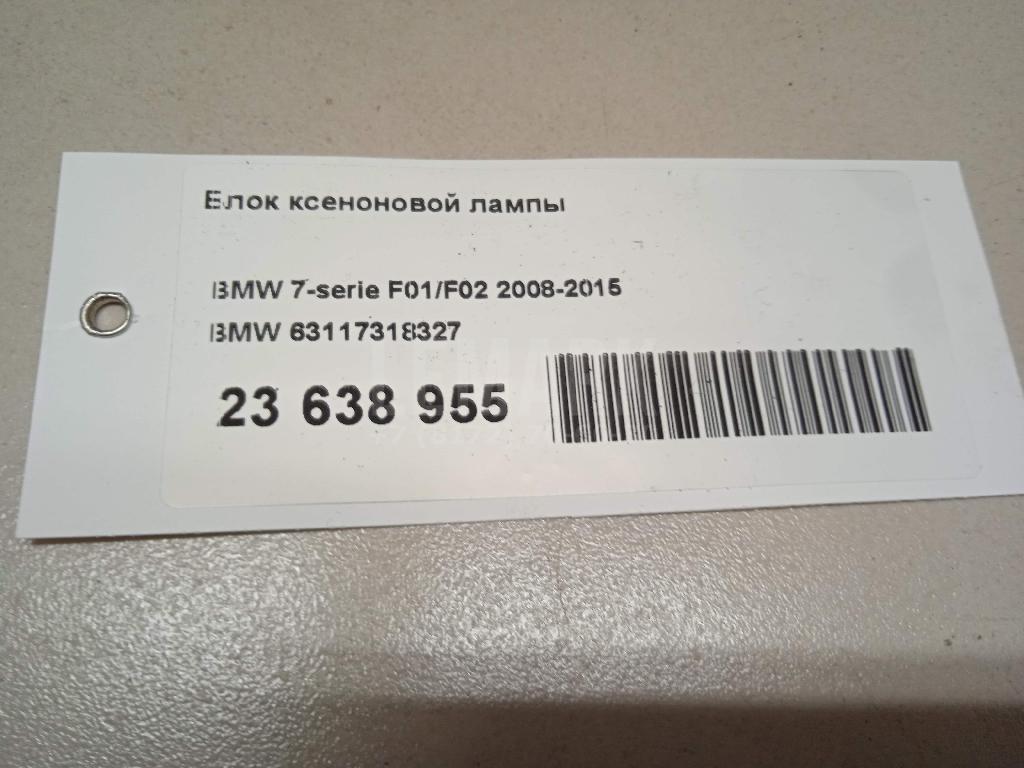 Блок ксеноновой лампы
BMW 7-serie F01/F02 2008-2015
BMW 63117318327
23 638 955